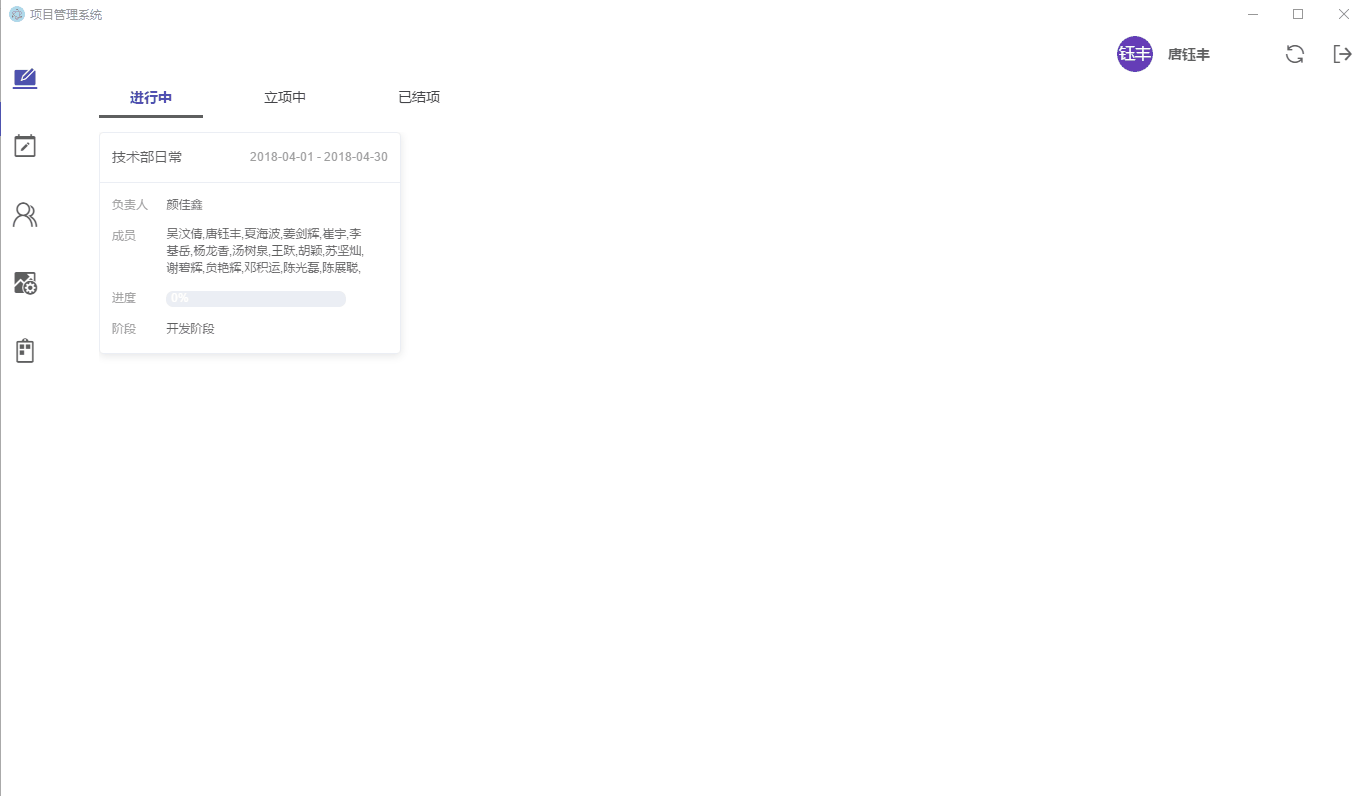 项目管理系统
钰丰
唐钰丰
进行中
立项中
已结项
技术部日常
2018-04-01 - 2018-04-30
负责人
颜佳鑫
成员
吴汶倩,唐钰丰,夏海波,姜剑辉,崔宇,李
基岳,杨龙香,汤树泉,王跃,胡颖,苏坚灿,
谢碧辉,贠艳辉,邓积运,陈光磊,陈展聪,
进度
0%
阶段
开发阶段